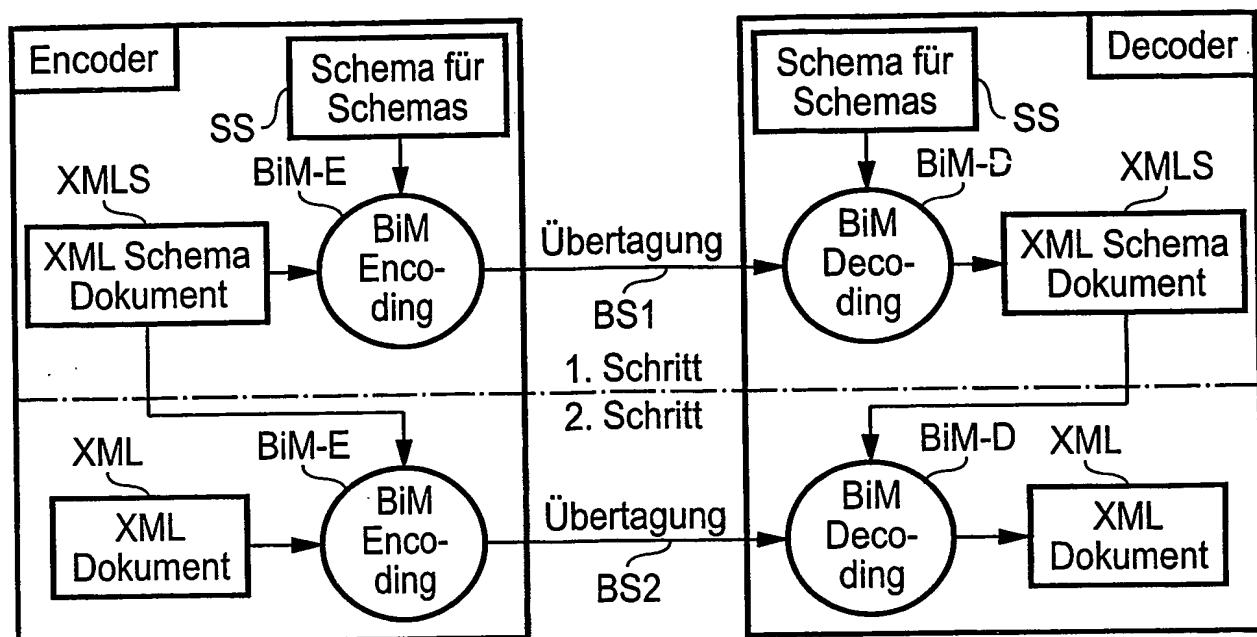 Encoder
Schema für
Schemas
SS
XMLS
BiM-E
XML Schema
Dokument
BiM
Enco-
ding
Übertagung
BS1
1. Schritt
Schema für
Schemas
Decoder
SS
BiM-D
XMLS
BiM
Deco-
ding
XML Schema
Dokument
2. Schritt
XML
BiM-E
XML
Dokument
BiM
Enco-
ding
Übertagung
BS2
BiM-D
XML
BiM
Deco-
ding
XML
Dokument